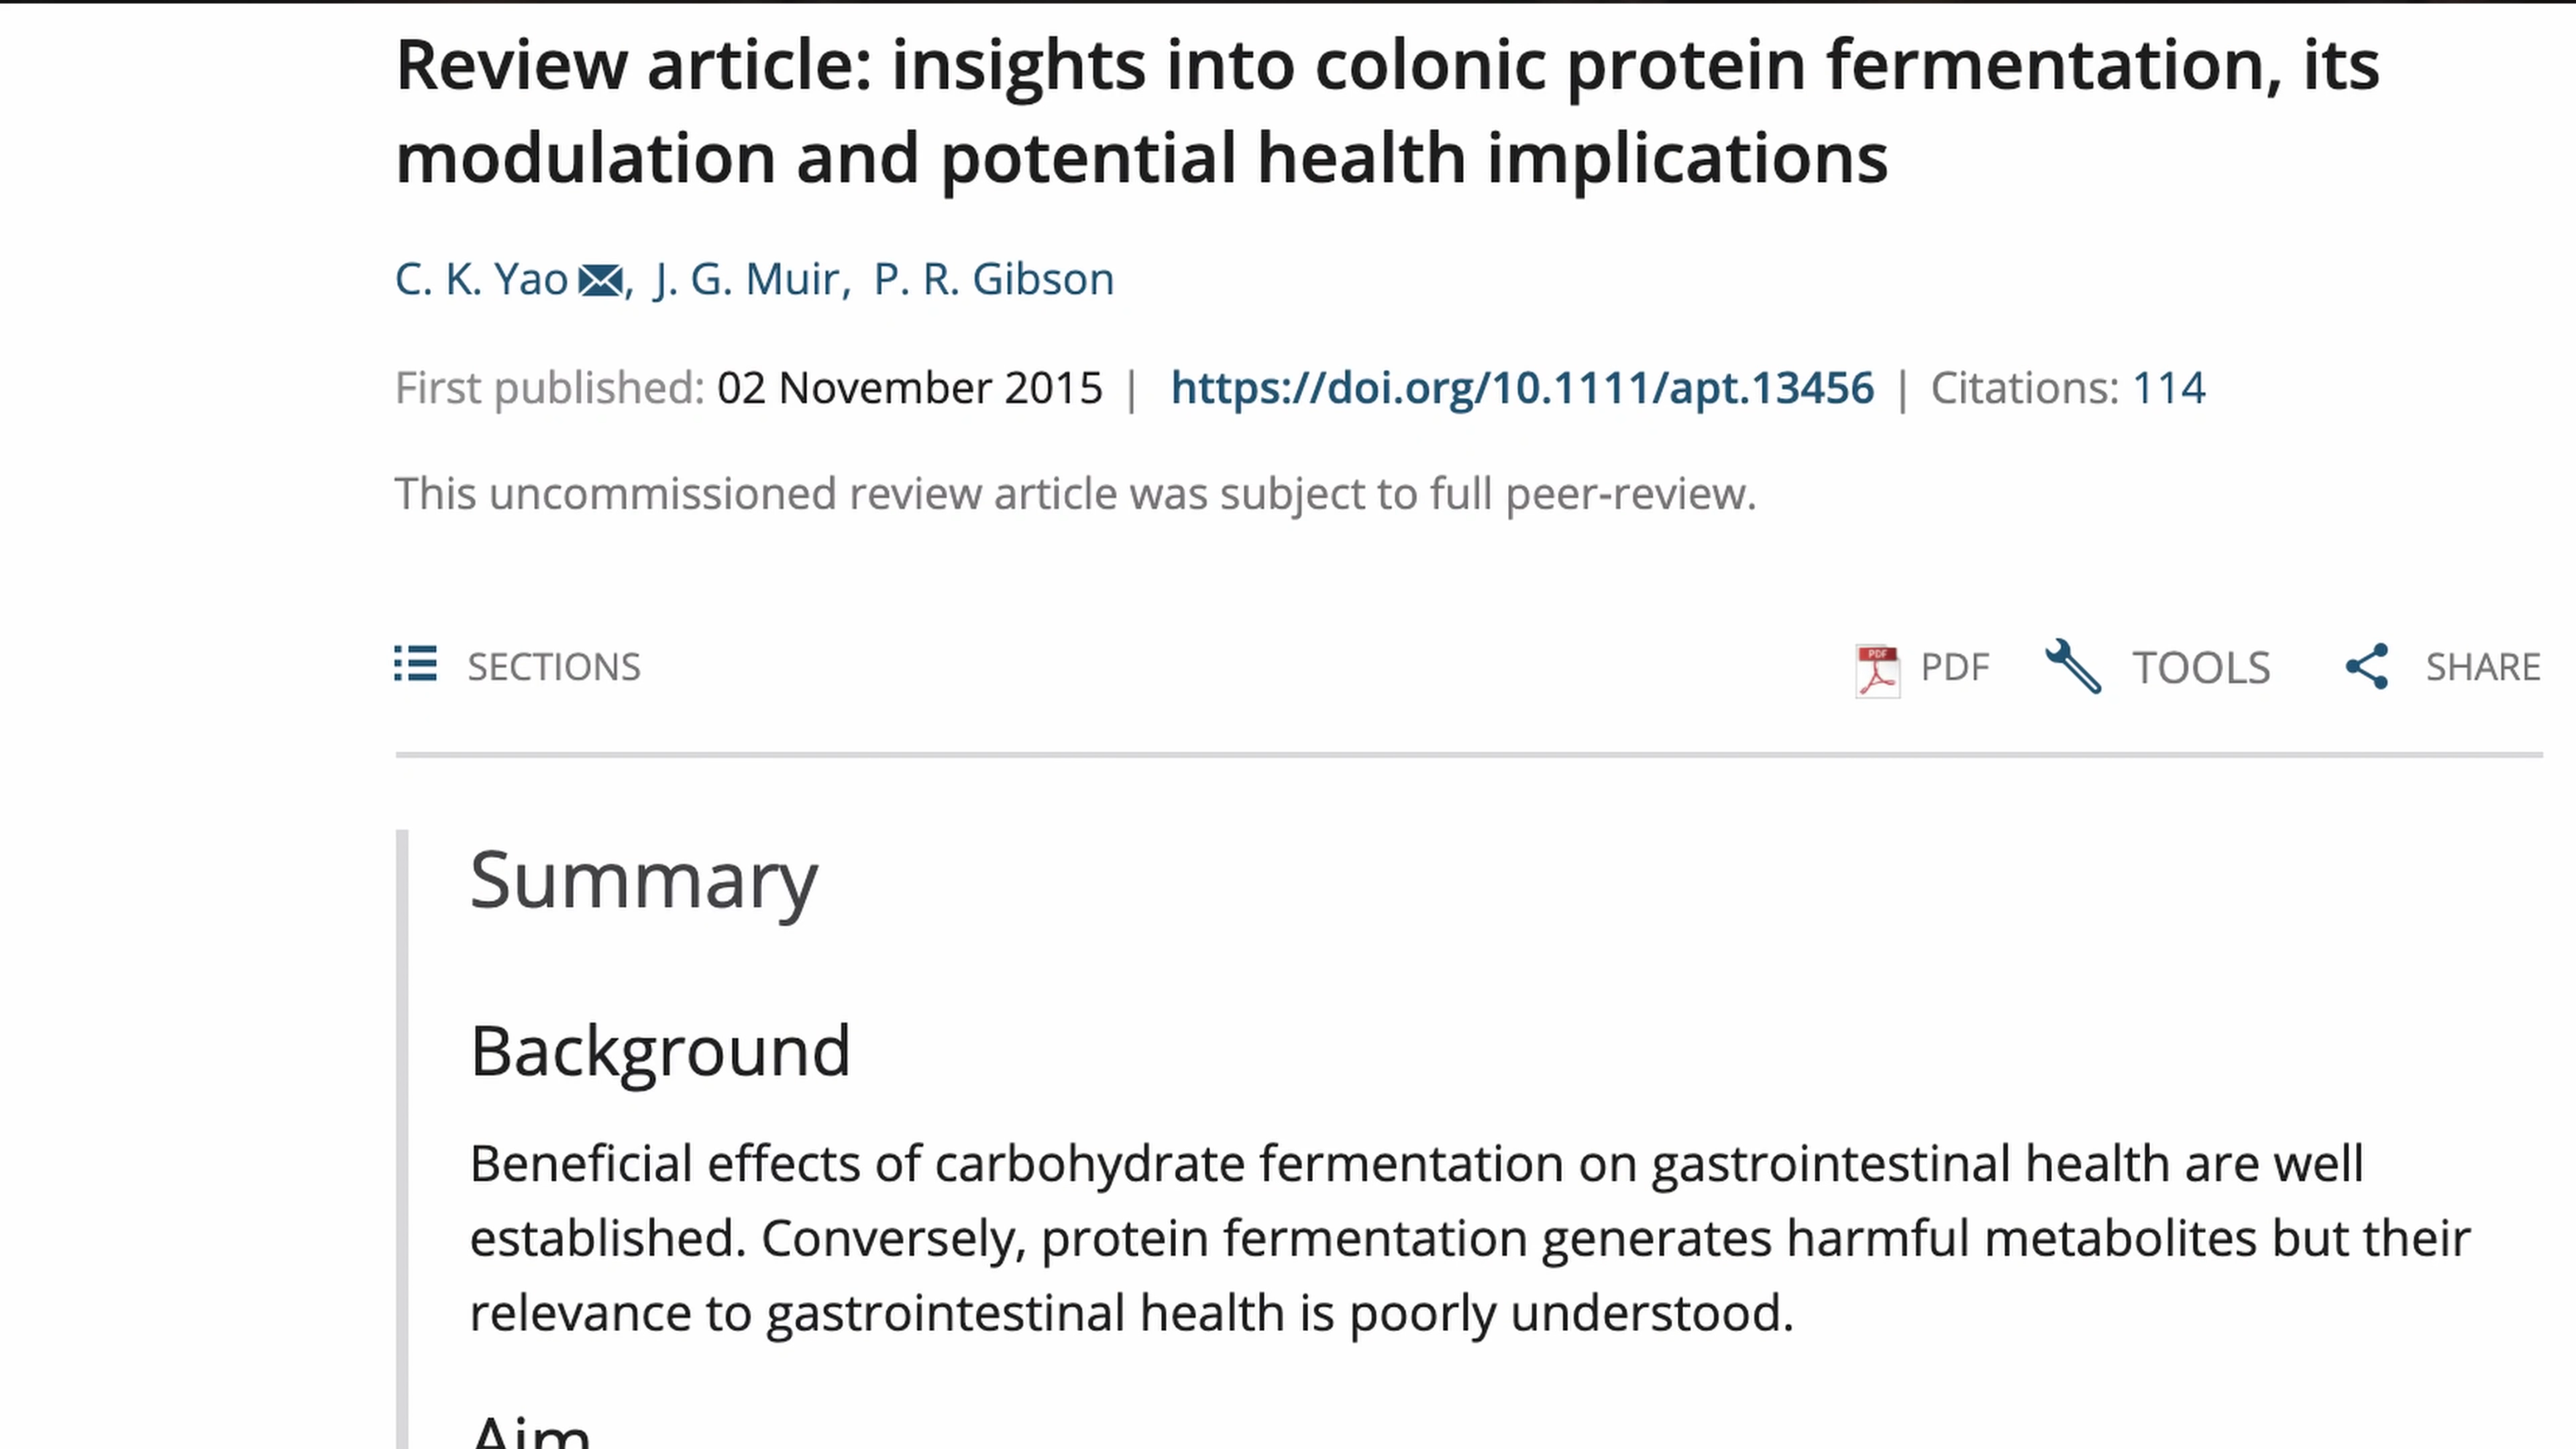 Review article: insights into colonic protein fermentation, its
modulation and potential health implications
C. K. Yao, J. G. Muir, P. R. Gibson
First published: 02 November 2015 | https://doi.org/10.1111/apt.13456 | Citations: 114
This uncommissioned review article was subject to full peer-review.
SECTIONS PDF TOOLS SHARE
Summary
Background
Beneficial effects of carbohydrate fermentation on gastrointestinal health are well
established. Conversely, protein fermentation generates harmful metabolites but their
relevance to gastrointestinal health is poorly understood.
Aim